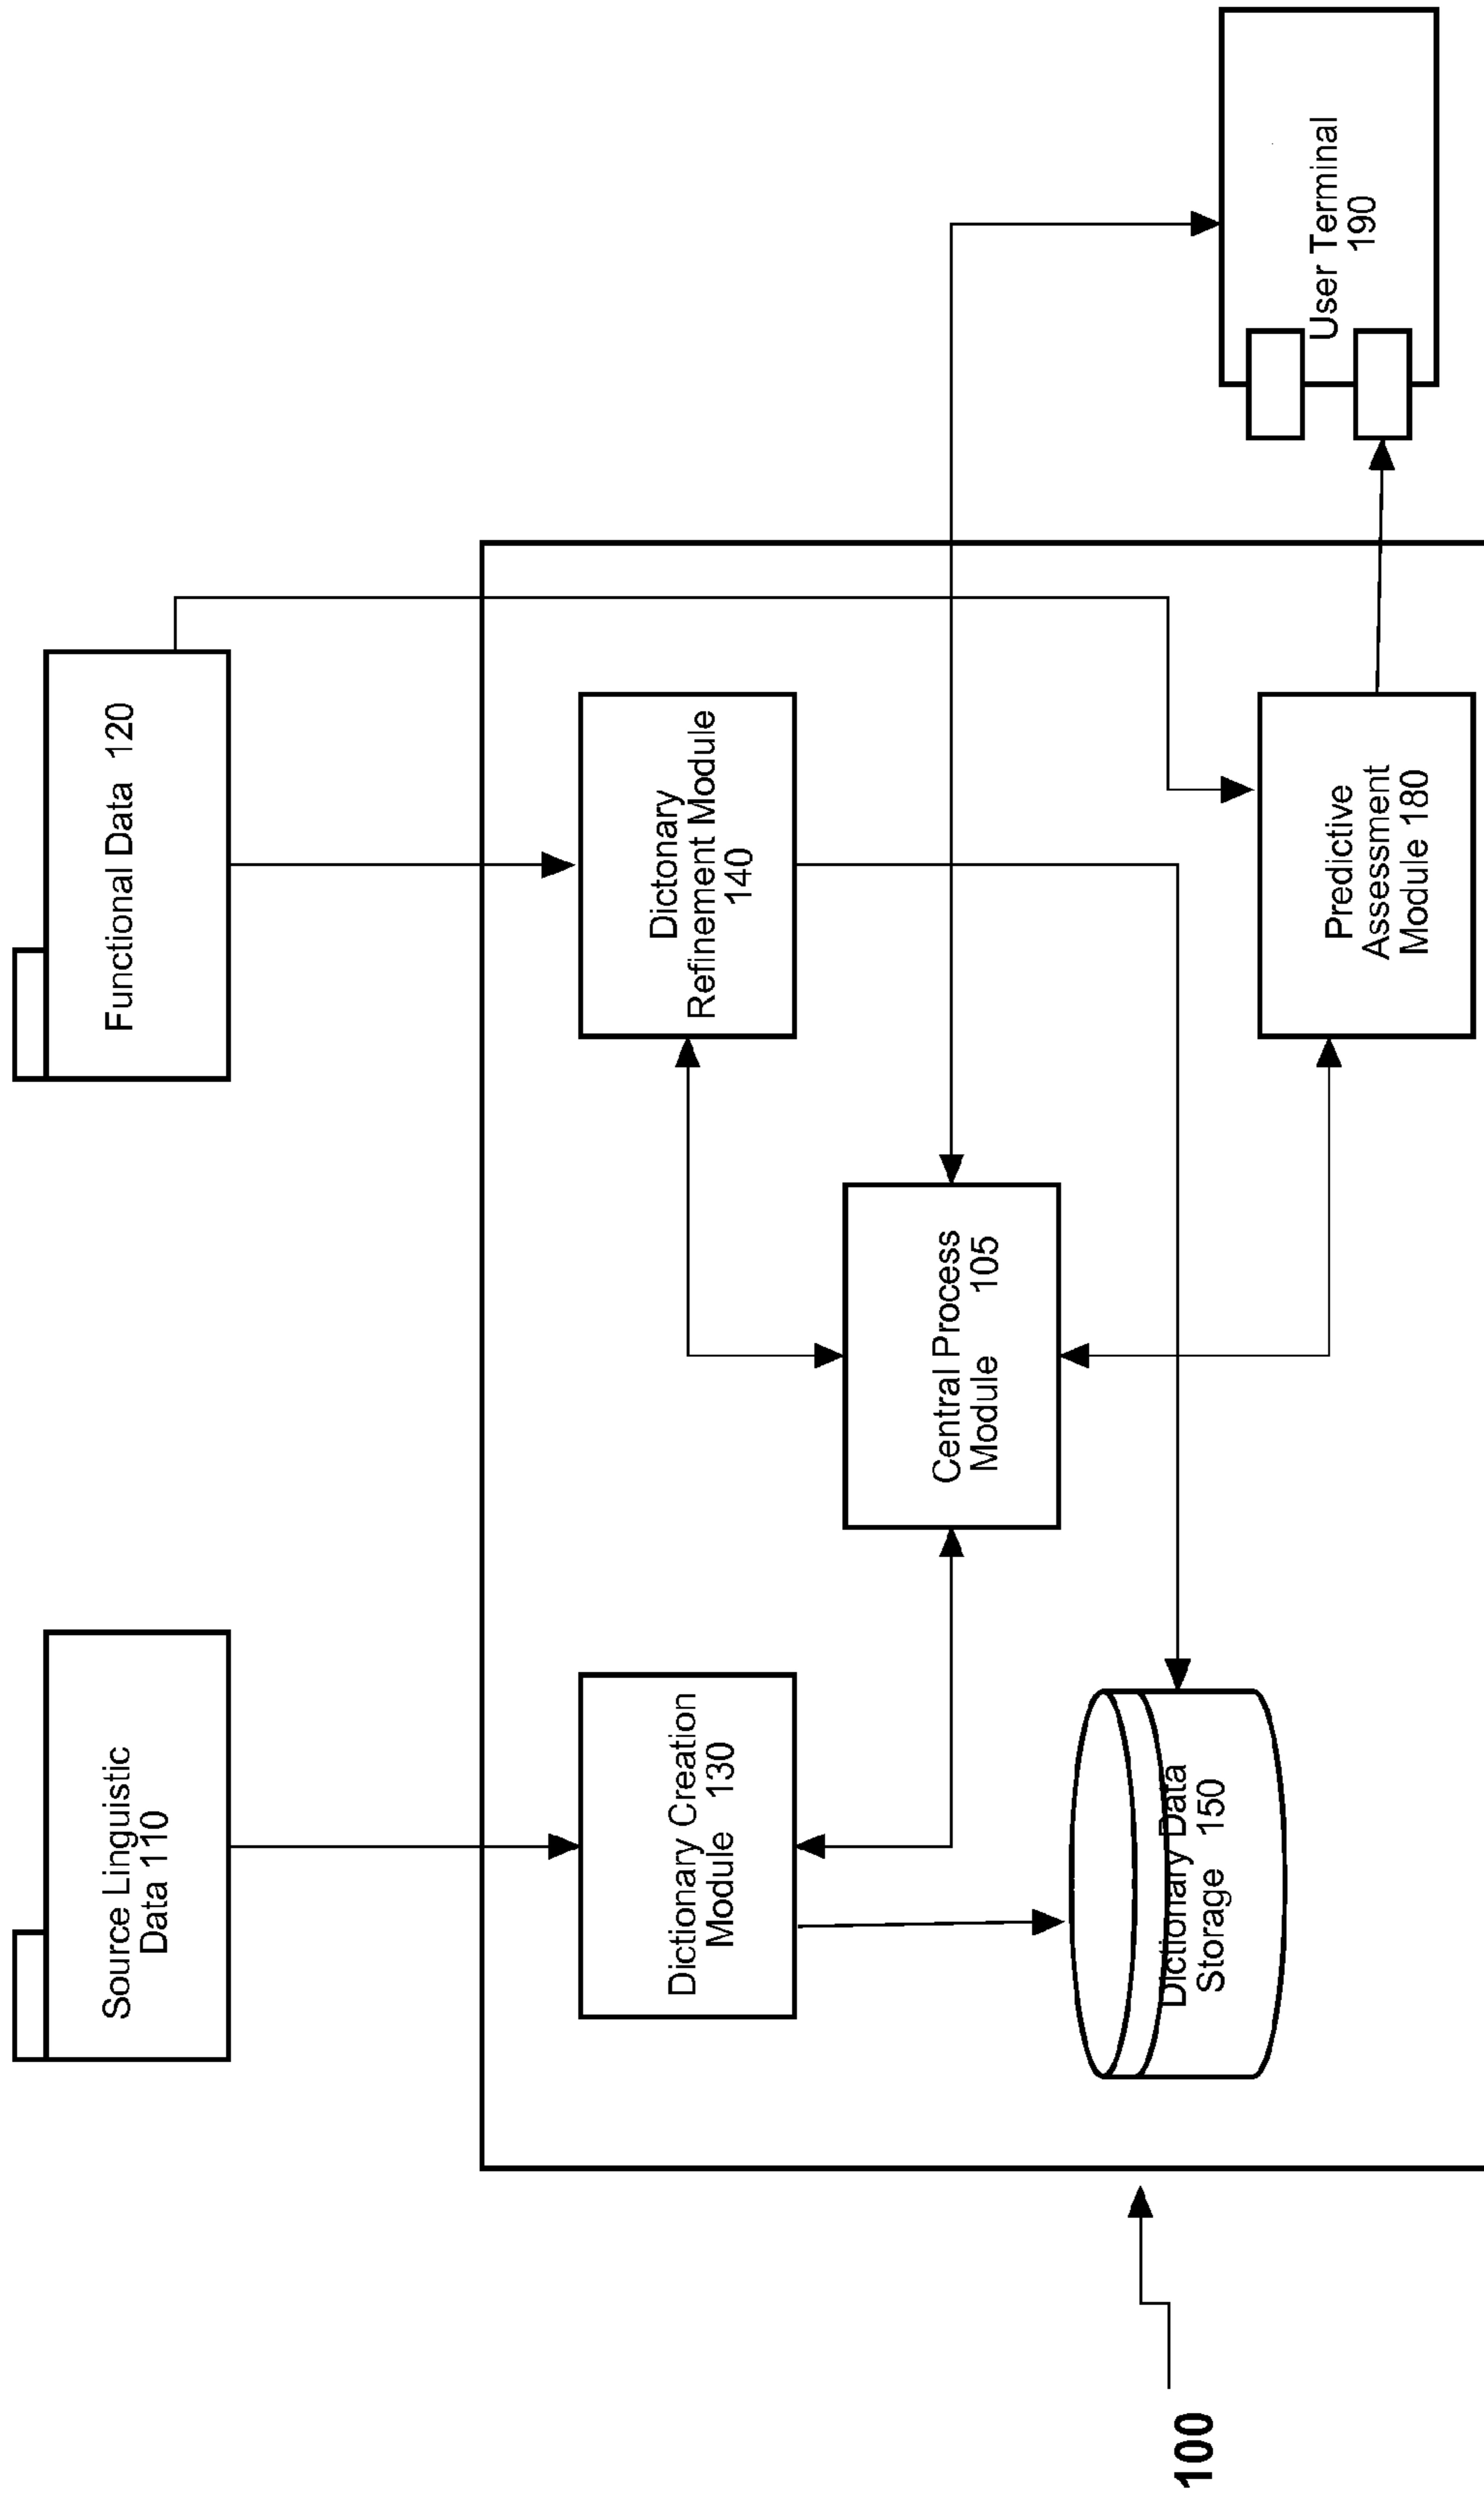 Source Linguistic
Data 110
Functional Data 120
Dictionary Creation
Module 130
Dictonary
Refinement Module
140
Central Process
Module 105
Dictionary Data
Storage 150
Predictive
Assessment
Module 180
User Terminal
190
100